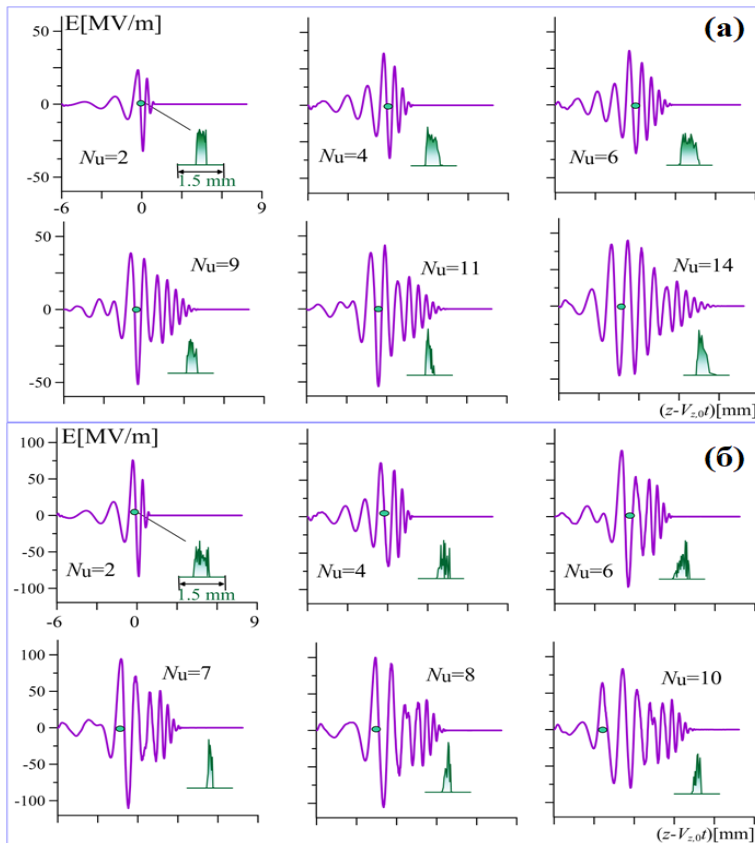 E[MV/m]
(а)
50
0
-50
Nu=2
1.5 mm
-6
0
9
Nu=4
Nu=6
50
0
-50
Nu=9
Nu=11
Nu=14
(z-Vz,0t)[mm]
E[MV/m]
(б)
100
50
0
-50
-100
Nu=2
1.5 mm
-6
0
9
Nu=4
Nu=6
100
50
0
-50
-100
Nu=7
Nu=8
Nu=10
(z-Vz,0t)[mm]